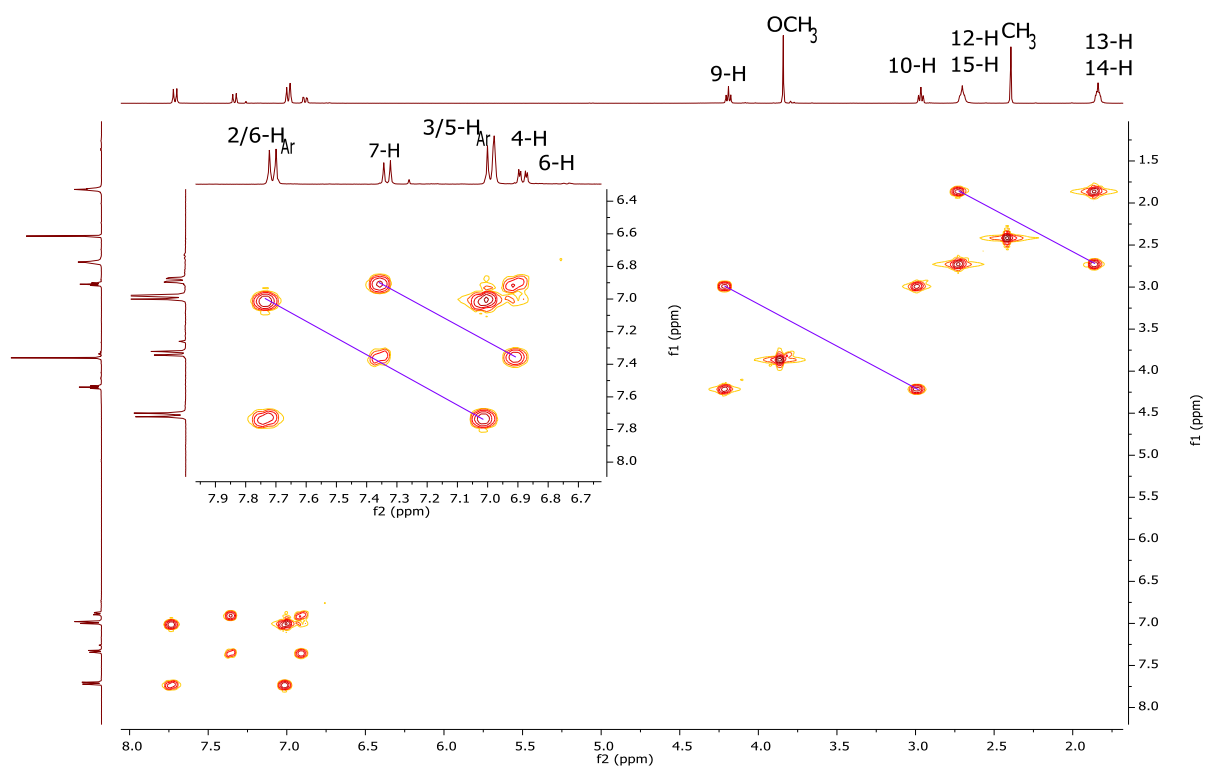 OCH3
12-H CH3
13-H
9-H
10-H
15-H
14-H
2/6-HAr
7-H
3/5-HAr
4-H
6-H
6.4
6.6
6.8
7.0
7.2
7.4
7.6
7.8
8.0
f1 (ppm)
7.9 7.8 7.7 7.6 7.5 7.4 7.3 7.2 7.1 7.0 6.9 6.8 6.7
f2 (ppm)
1.5
2.0
2.5
3.0
3.5
4.0
4.5
5.0
5.5
6.0
6.5
7.0
7.5
8.0
f1 (ppm)
8.0 7.5 7.0 6.5 6.0 5.5 5.0 4.5 4.0 3.5 3.0 2.5 2.0
f2 (ppm)